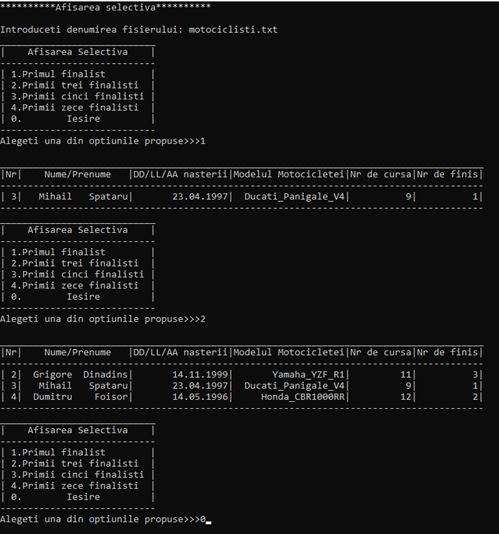 **********Afisarea selectiva**********
Introduceti denumirea fisierului: motociclisti.txt
____________________________
|    Afisarea Selectiva    |
----------------------------
| 1.Primul finalist        |
| 2.Primii trei finalisti  |
| 3.Primii cinci finalisti |
| 4.Primii zece finalisti  |
| 0.        Iesire         |
----------------------------
Alegeti una din optiunile propuse>>>1
|Nr|    Nume/Prenume    |DD/LL/AA nasterii|Modelul Motocicletei|Nr de cursa|Nr de finis|
| 3|   Mihail   Spataru|       23.04.1997|  Ducati_Panigale_V4|          9|          1|
____________________________
|    Afisarea Selectiva    |
----------------------------
| 1.Primul finalist        |
| 2.Primii trei finalisti  |
| 3.Primii cinci finalisti |
| 4.Primii zece finalisti  |
| 0.        Iesire         |
----------------------------
Alegeti una din optiunile propuse>>>2
|Nr|    Nume/Prenume    |DD/LL/AA nasterii|Modelul Motocicletei|Nr de cursa|Nr de finis|
| 2|  Grigore  Dinadins|       14.11.1999|       Yamaha_YZF_R1|         11|          3|
| 3|   Mihail   Spataru|       23.04.1997|  Ducati_Panigale_V4|          9|          1|
| 4|  Dumitru    Foisor|       14.05.1996|     Honda_CBR1000RR|         12|          2|
____________________________
|    Afisarea Selectiva    |
----------------------------
| 1.Primul finalist        |
| 2.Primii trei finalisti  |
| 3.Primii cinci finalisti |
| 4.Primii zece finalisti  |
| 0.        Iesire         |
----------------------------
Alegeti una din optiunile propuse>>>0